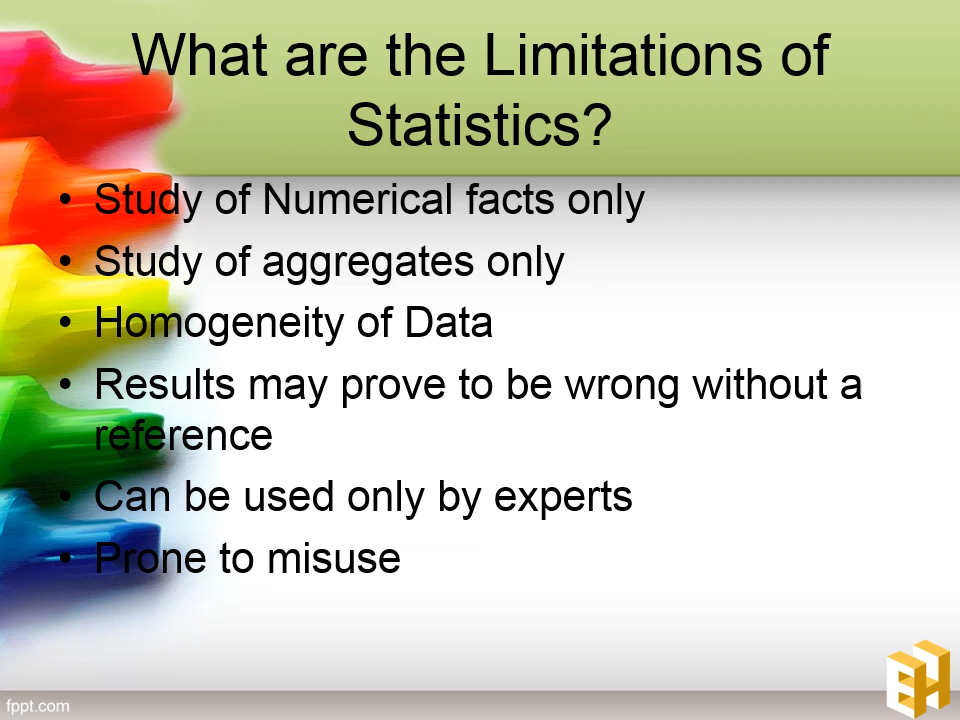 What are the Limitations of
Statistics?
• Study of Numerical facts only
• Study of aggregates only
• Homogeneity of Data
• Results may prove to be wrong without a
reference
• Can be used only by experts
• Prone to misuse
EH
fppt.com